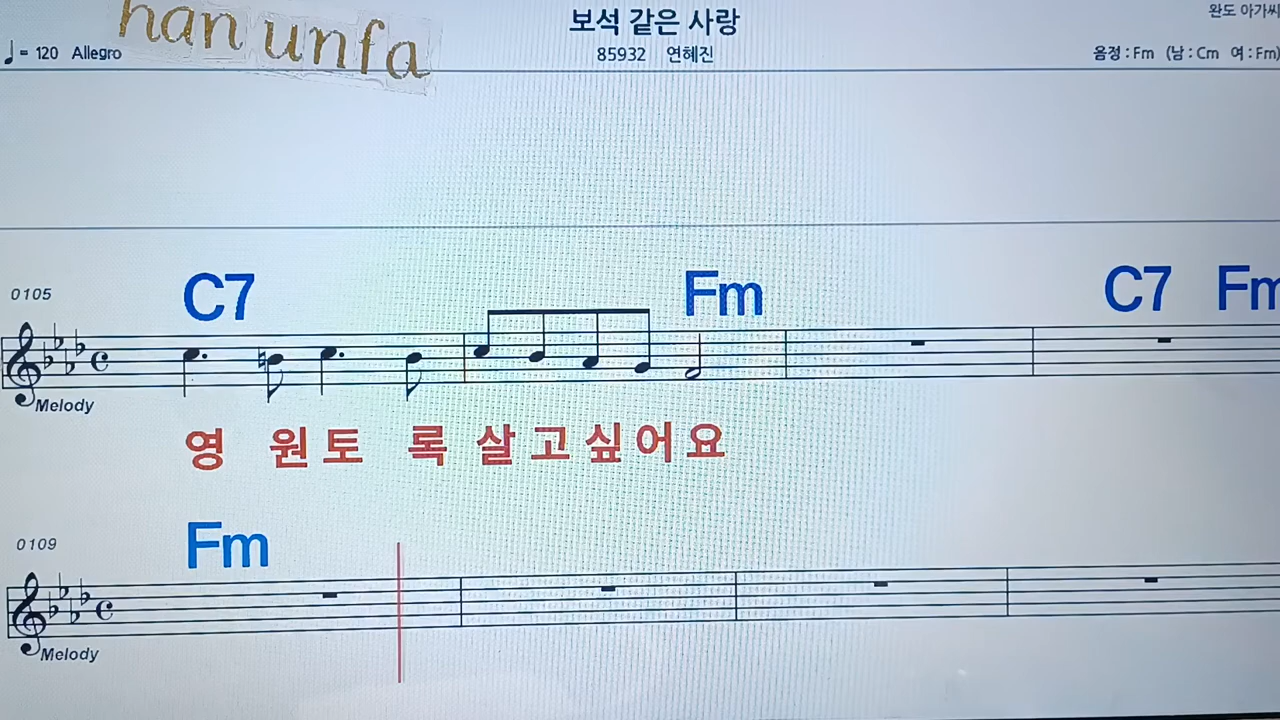 han unfa
보석 같은 사랑
완도 아가씨
♩= 120 Allegro
85932 연혜진
음정 : Fm (남 : Cm 여 : Fm)
C7 Fm C7 Fm
0105
Melody
영 원 토 록 살 고 싶 어 요
Fm
0109
Melody